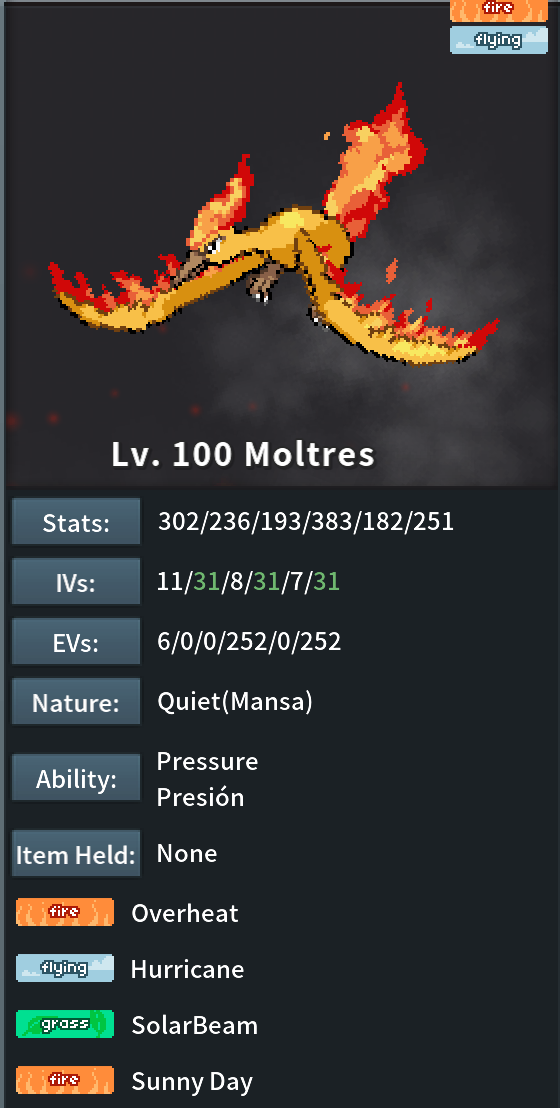 fire
flying
Lv. 100 Moltres
Stats: 302/236/193/383/182/251
IVs: 11/31/8/31/7/31
EVs: 6/0/0/252/0/252
Nature: Quiet(Mansa)
Ability: Pressure
Presión
Item Held: None
fire Overheat
flying Hurricane
grass SolarBeam
fire Sunny Day